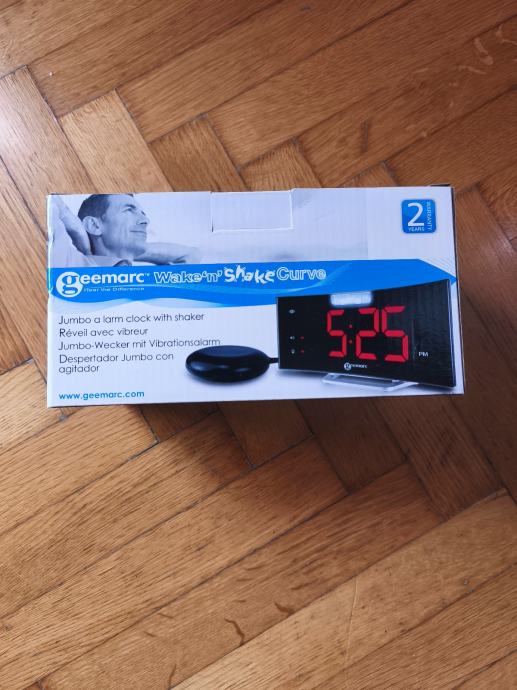 2
YEARS
WARRANTY
geemarc™ Wake'n'Shake Curve
Hear the Difference
Jumbo a larm clock with shaker
Réveil avec vibreur
Jumbo-Wecker mit Vibrationsalarm
Despertador Jumbo con
agitador
www.geemarc.com
5:25
PM
geemarc